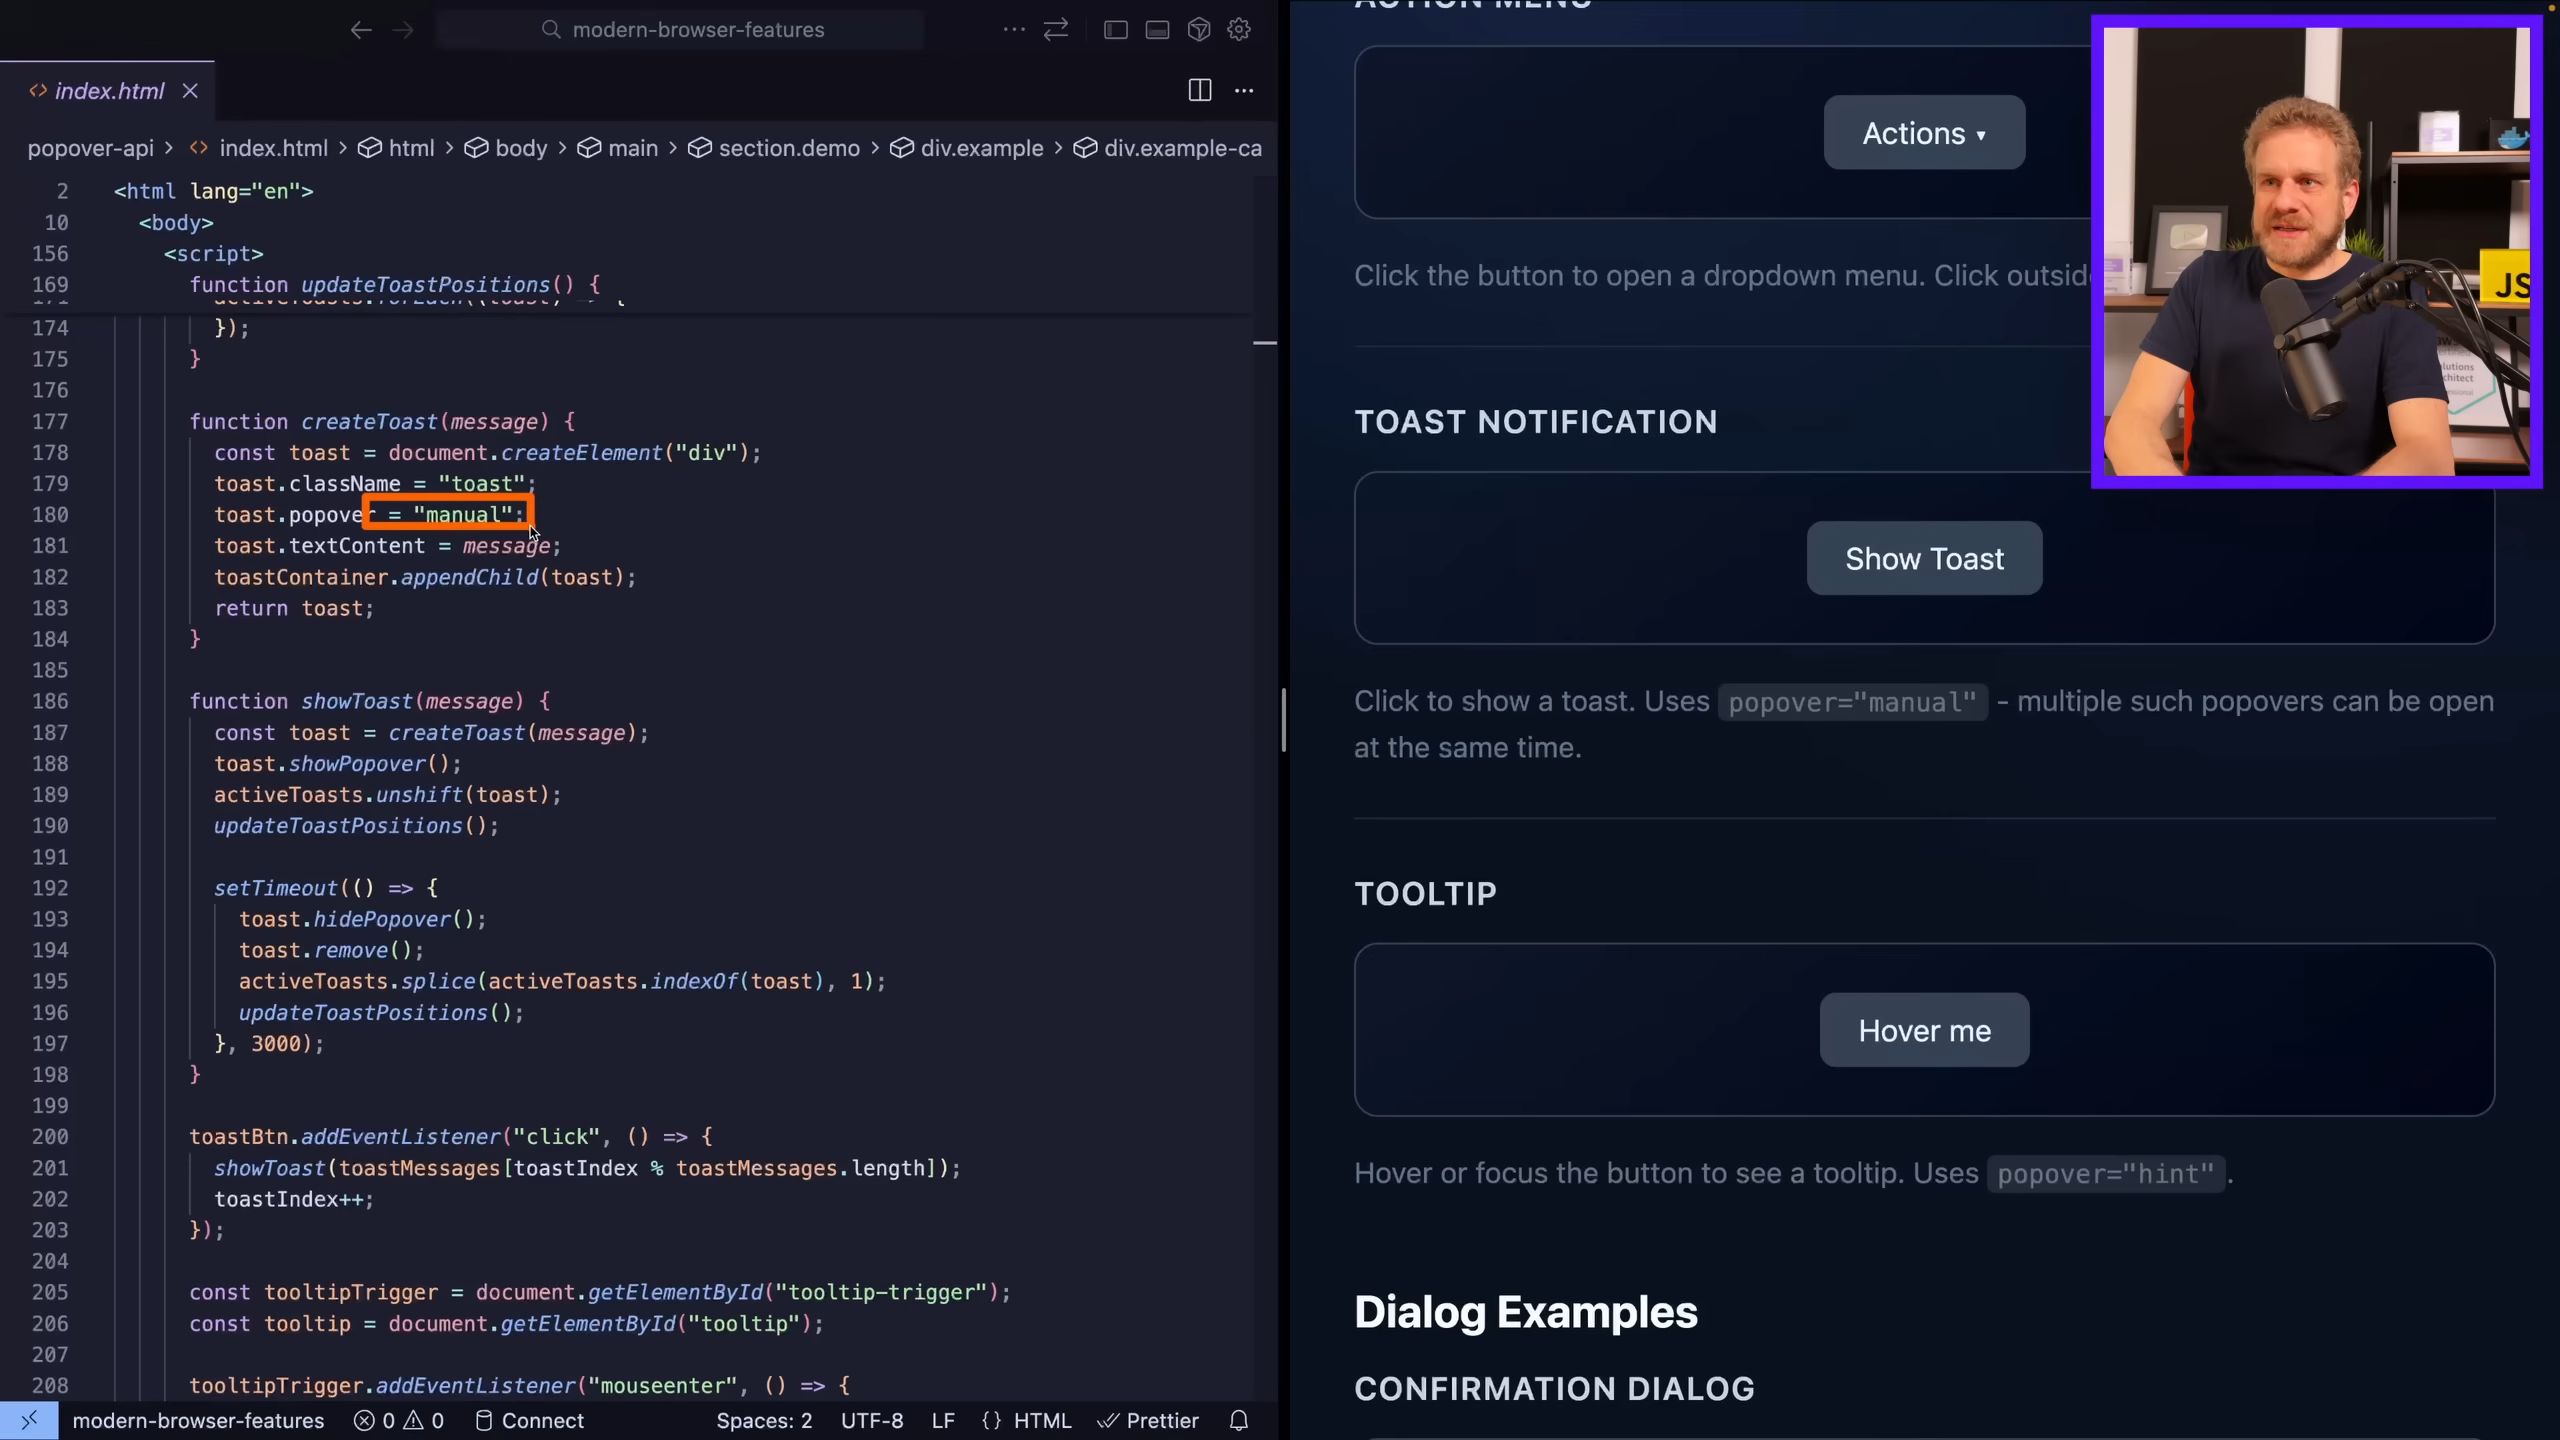 modern-browser-features
index.html
popover-api > index.html > html > body > main > section.demo > div.example > div.example-ca
2 <html lang="en">
10 <body>
156 <script>
169 function updateToastPositions() {
174 });
175 }
176
177 function createToast(message) {
178 const toast = document.createElement("div");
179 toast.className = "toast";
180 toast.popover = "manual";
181 toast.textContent = message;
182 toastContainer.appendChild(toast);
183 return toast;
184 }
185
186 function showToast(message) {
187 const toast = createToast(message);
188 toast.showPopover();
189 activeToasts.unshift(toast);
190 updateToastPositions();
191
192 setTimeout(() => {
193 toast.hidePopover();
194 toast.remove();
195 activeToasts.splice(activeToasts.indexOf(toast), 1);
196 updateToastPositions();
197 }, 3000);
198 }
199
200 toastBtn.addEventListener("click", () => {
201 showToast(toastMessages[toastIndex % toastMessages.length]);
202 toastIndex++;
203 });
204
205 const tooltipTrigger = document.getElementById("tooltip-trigger");
206 const tooltip = document.getElementById("tooltip");
207
208 tooltipTrigger.addEventListener("mouseenter", () => {
modern-browser-features 0 0 Connect Spaces: 2 UTF-8 LF {} HTML Prettier
ACTION MENU
Actions ▾
Click the button to open a dropdown menu. Click outsid
TOAST NOTIFICATION
Show Toast
Click to show a toast. Uses popover="manual" - multiple such popovers can be open
at the same time.
TOOLTIP
Hover me
Hover or focus the button to see a tooltip. Uses popover="hint".
Dialog Examples
CONFIRMATION DIALOG
JS